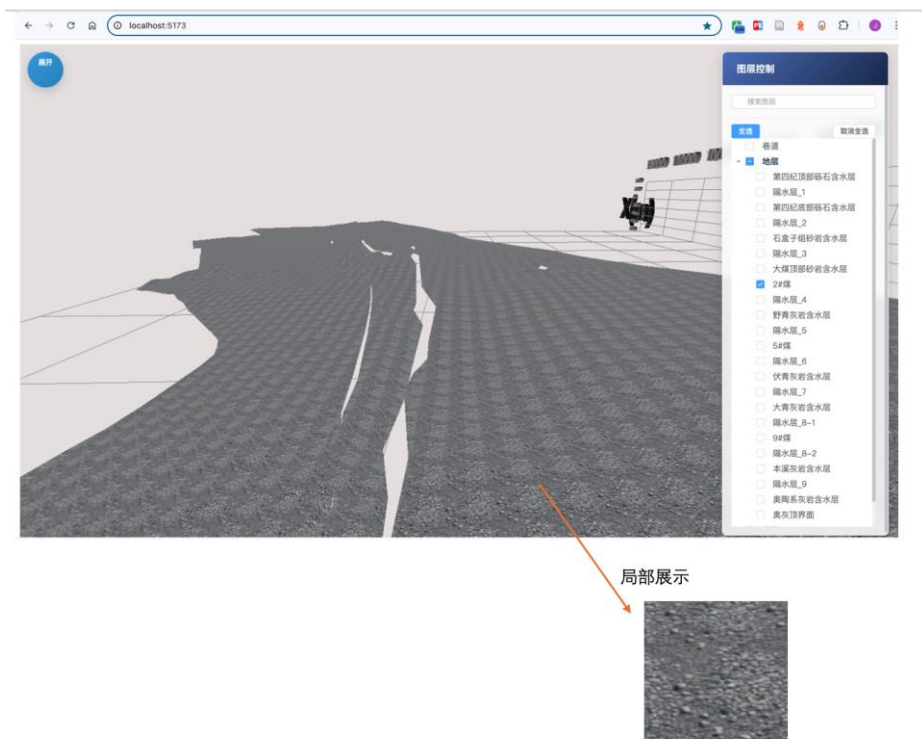 localhost:5173
展开
图层控制
搜索图层
全选
取消全选
巷道
地层
第四纪顶部砾石含水层
隔水层_1
第四纪底部砾石含水层
隔水层_2
石盒子组砂岩含水层
隔水层_3
大煤顶部砂岩含水层
2#煤
隔水层_4
野青灰岩含水层
隔水层_5
5#煤
隔水层_6
伏青灰岩含水层
隔水层_7
大青灰岩含水层
隔水层_8-1
9#煤
隔水层_8-2
本溪灰岩含水层
隔水层_9
奥陶系灰岩含水层
奥灰顶界面
局部展示